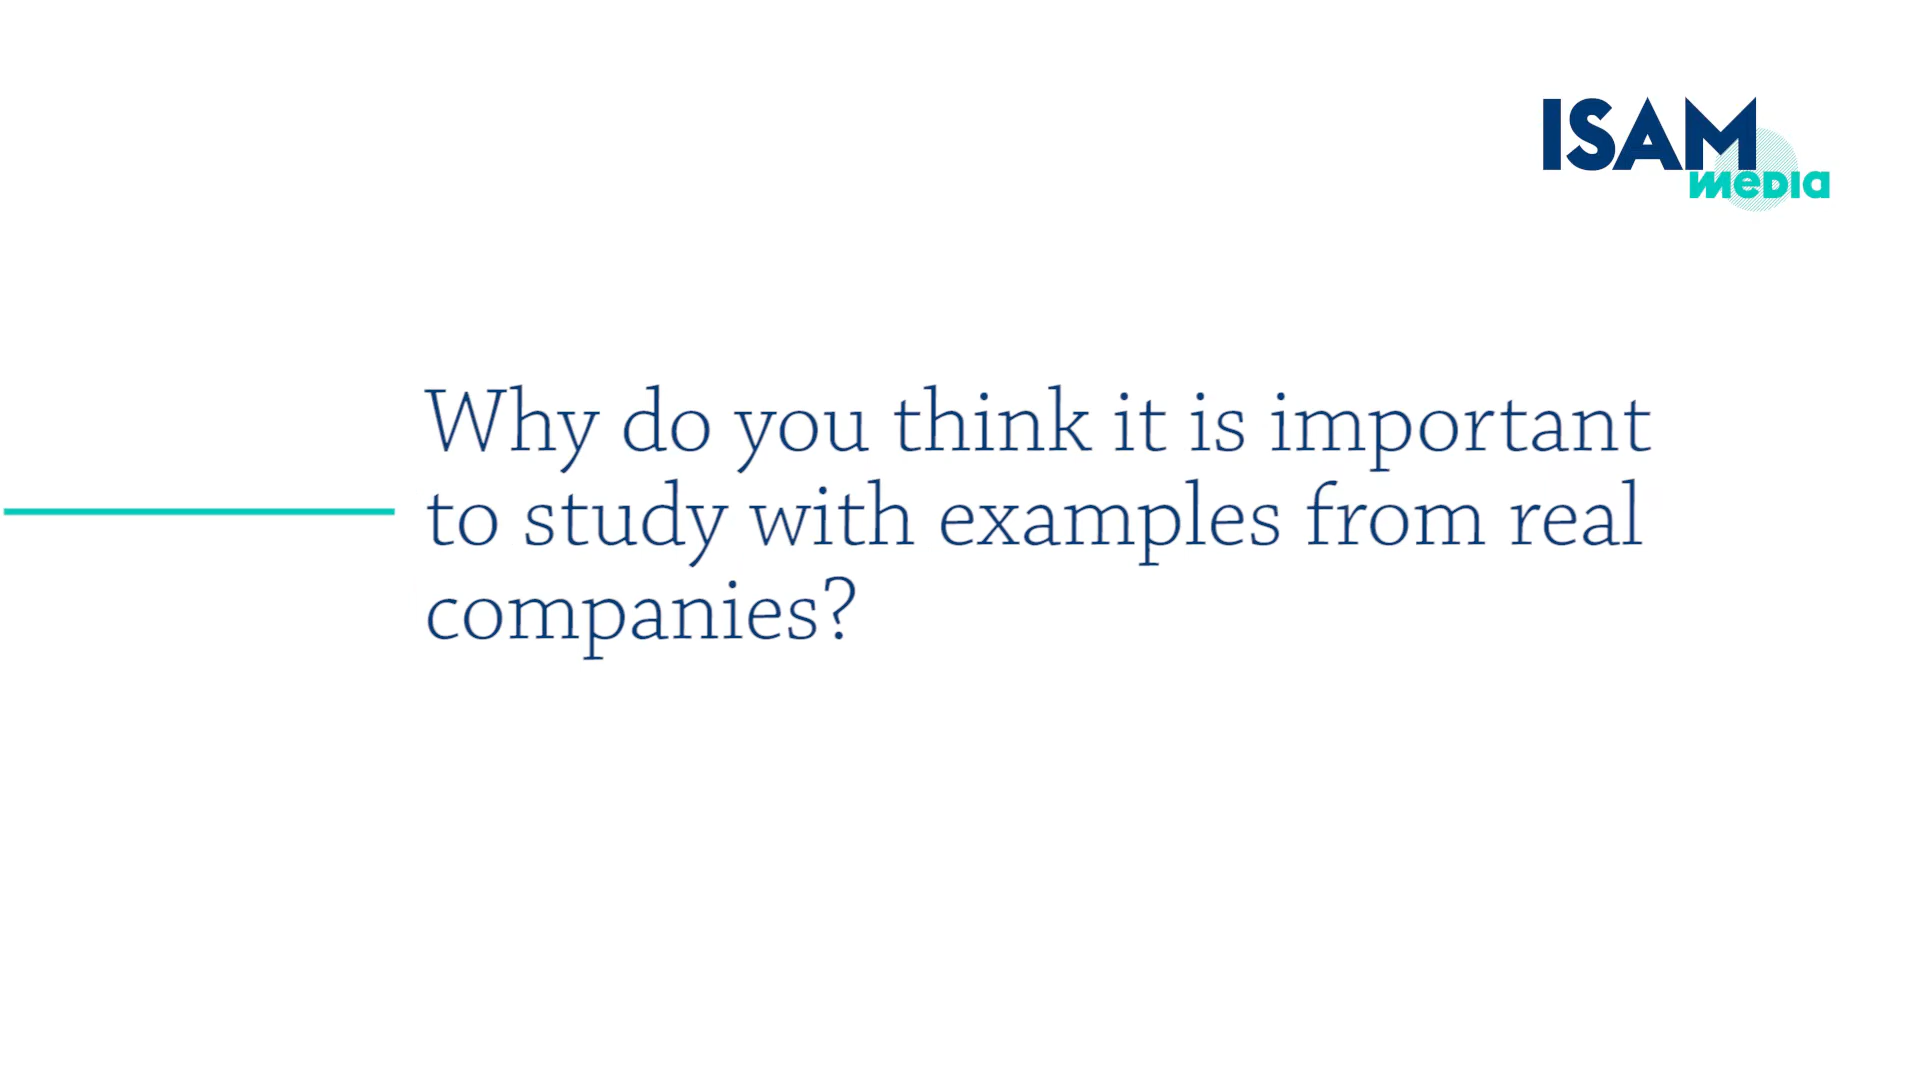 ISAM
media
Why do you think it is important
to study with examples from real
companies?